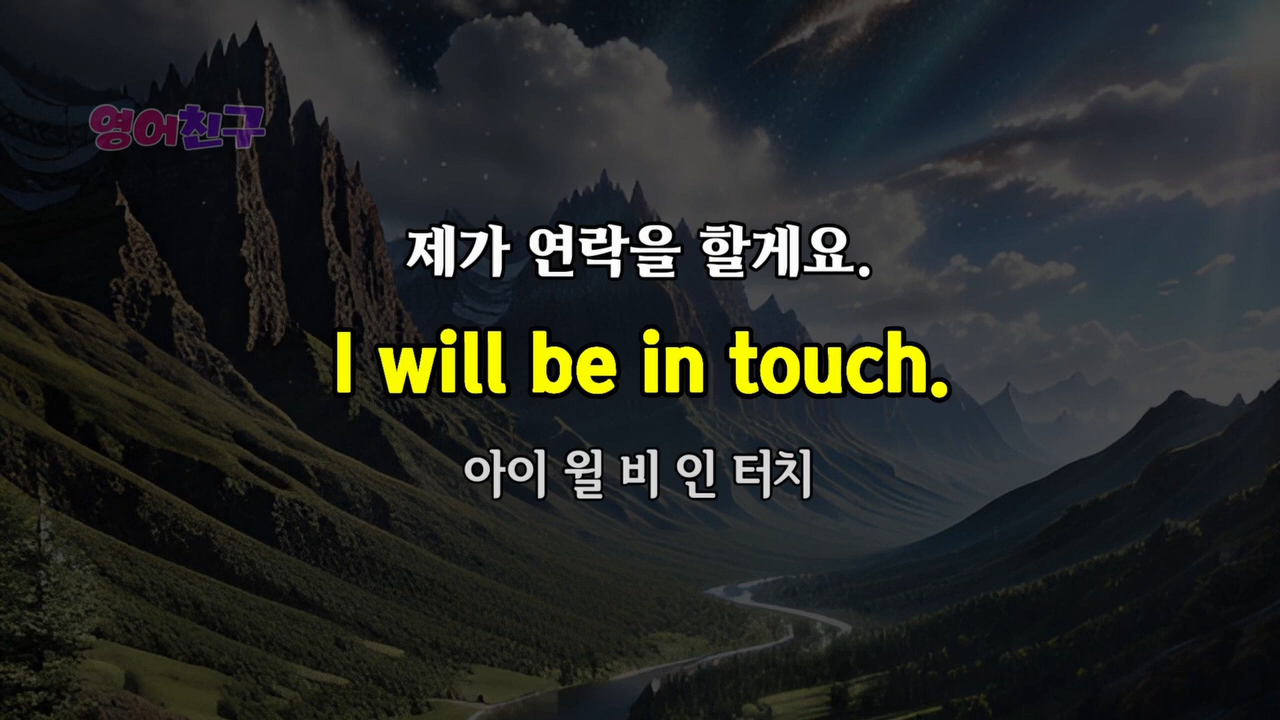 영어친구
제가 연락을 할게요.
I will be in touch.
아이 윌 비 인 터치